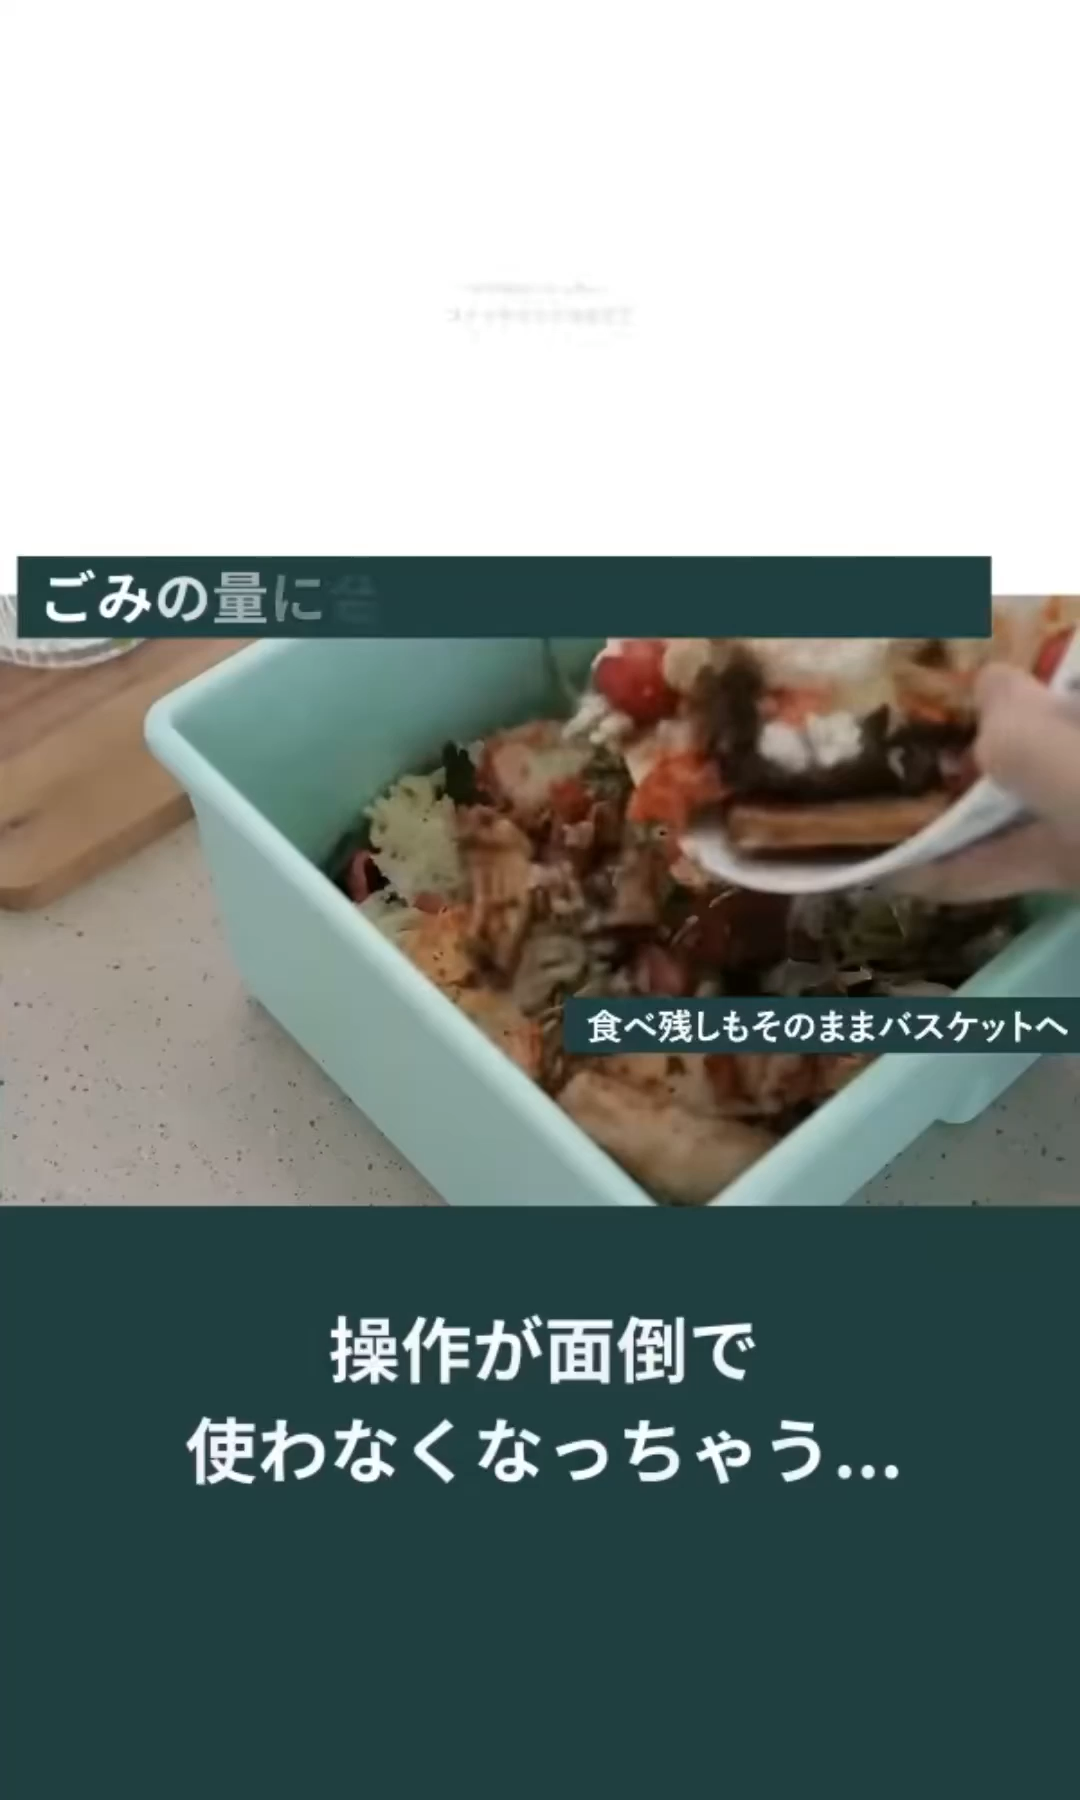 ごみの量に
食べ残しもそのままバスケットへ
操作が面倒で
使わなくなっちゃう...